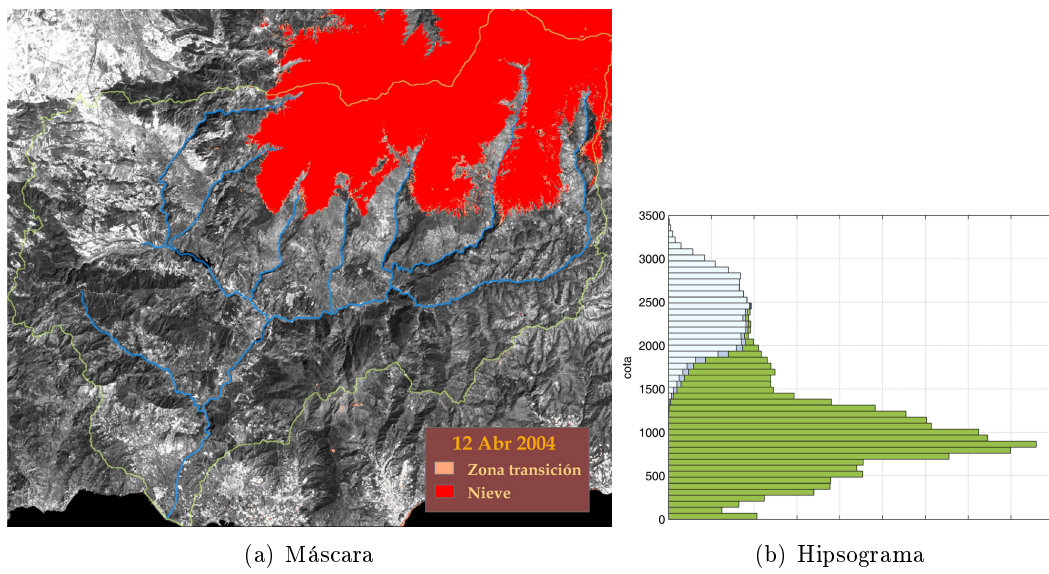 12 Abr 2004
Zona transición
Nieve
3500
3000
2500
2000
1500
1000
500
0
cota
(a) Máscara
(b) Hipsograma